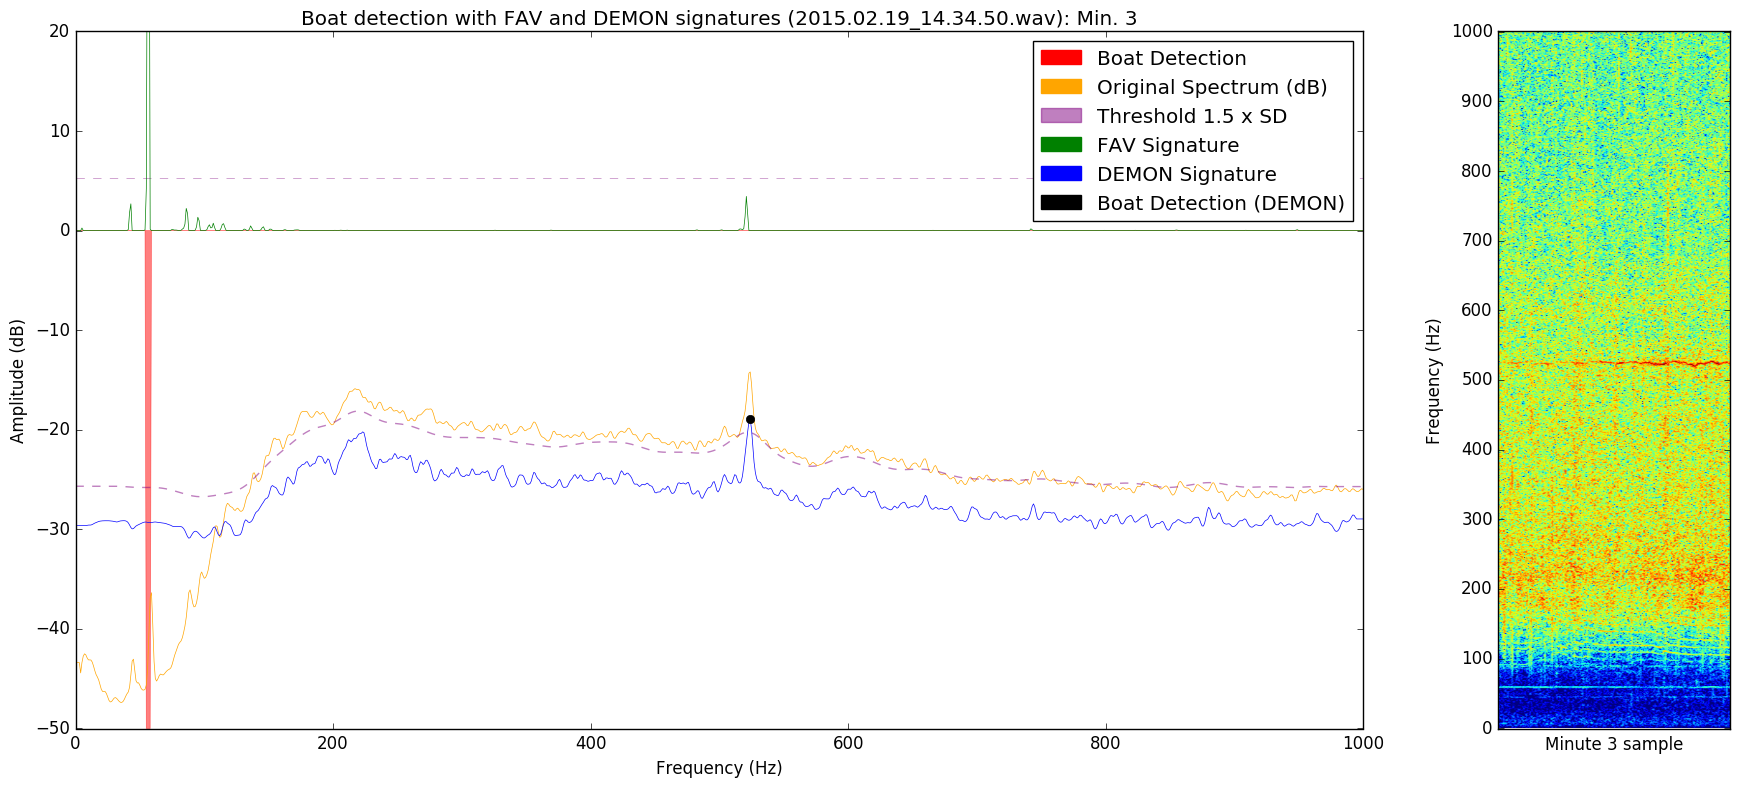 Boat detection with FAV and DEMON signatures (2015.02.19_14.34.50.wav): Min. 3
Amplitude (dB)
20
10
0
−10
−20
−30
−40
−50
0 200 400 600 800 1000
Frequency (Hz)
Boat Detection
Original Spectrum (dB)
Threshold 1.5 x SD
FAV Signature
DEMON Signature
Boat Detection (DEMON)
Frequency (Hz)
1000
900
800
700
600
500
400
300
200
100
0
Minute 3 sample